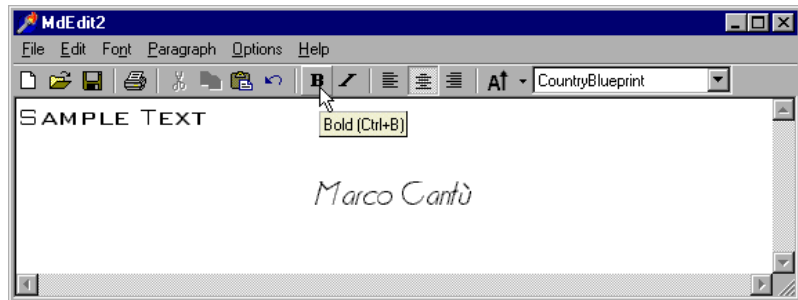 MdEdit2
File Edit Font Paragraph Options Help
B I A CountryBlueprint
SAMPLE TEXT
Bold (Ctrl+B)
Marco Cantù